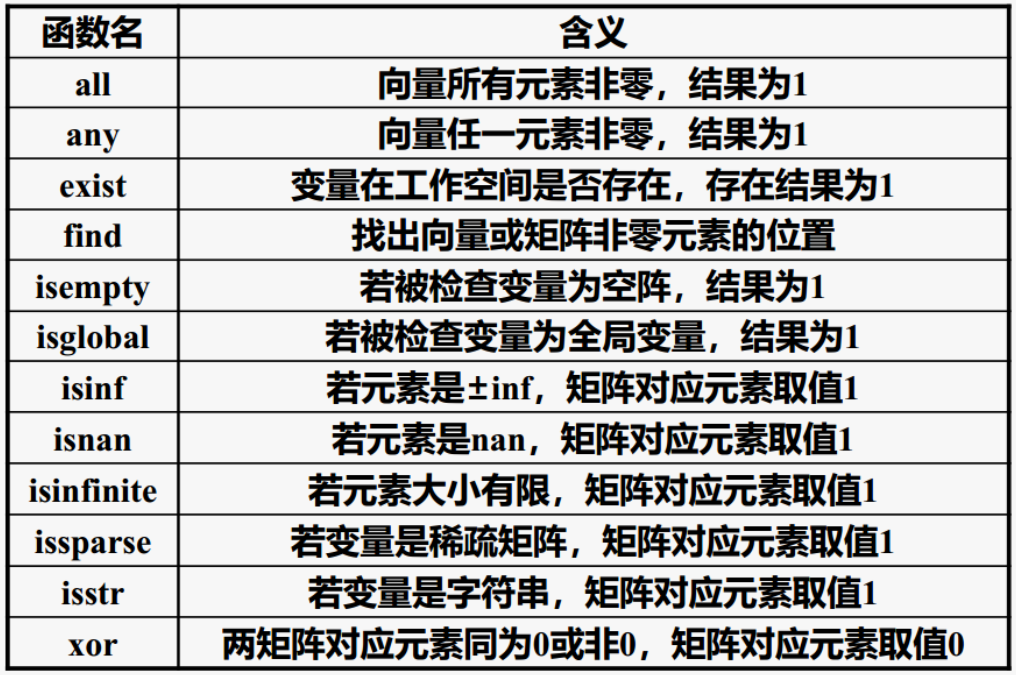 函数名 含义
all 向量所有元素非零，结果为1
any 向量任一元素非零，结果为1
exist 变量在工作空间是否存在，存在结果为1
find 找出向量或矩阵非零元素的位置
isempty 若被检查变量为空阵，结果为1
isglobal 若被检查变量为全局变量，结果为1
isinf 若元素是±inf，矩阵对应元素取值1
isnan 若元素是nan，矩阵对应元素取值1
isinfinite 若元素大小有限，矩阵对应元素取值1
issparse 若变量是稀疏矩阵，矩阵对应元素取值1
isstr 若变量是字符串，矩阵对应元素取值1
xor 两矩阵对应元素同为0或非0，矩阵对应元素取值0